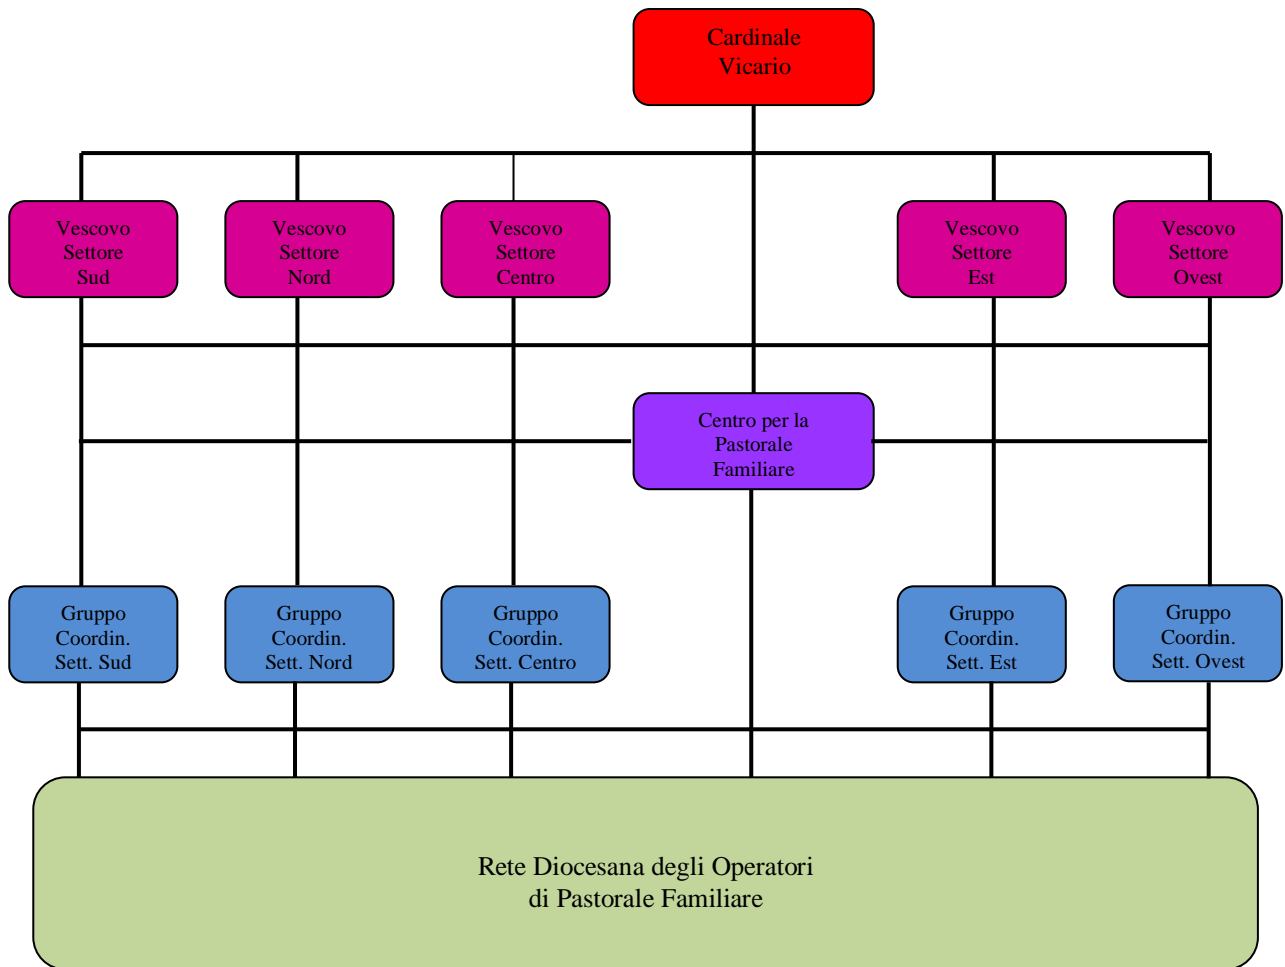 Cardinale
Vicario
Vescovo
Settore
Sud
Vescovo
Settore
Nord
Vescovo
Settore
Centro
Vescovo
Settore
Est
Vescovo
Settore
Ovest
Centro per la
Pastorale
Familiare
Gruppo
Coordin.
Sett. Sud
Gruppo
Coordin.
Sett. Nord
Gruppo
Coordin.
Sett. Centro
Gruppo
Coordin.
Sett. Est
Gruppo
Coordin.
Sett. Ovest
Rete Diocesana degli Operatori
di Pastorale Familiare